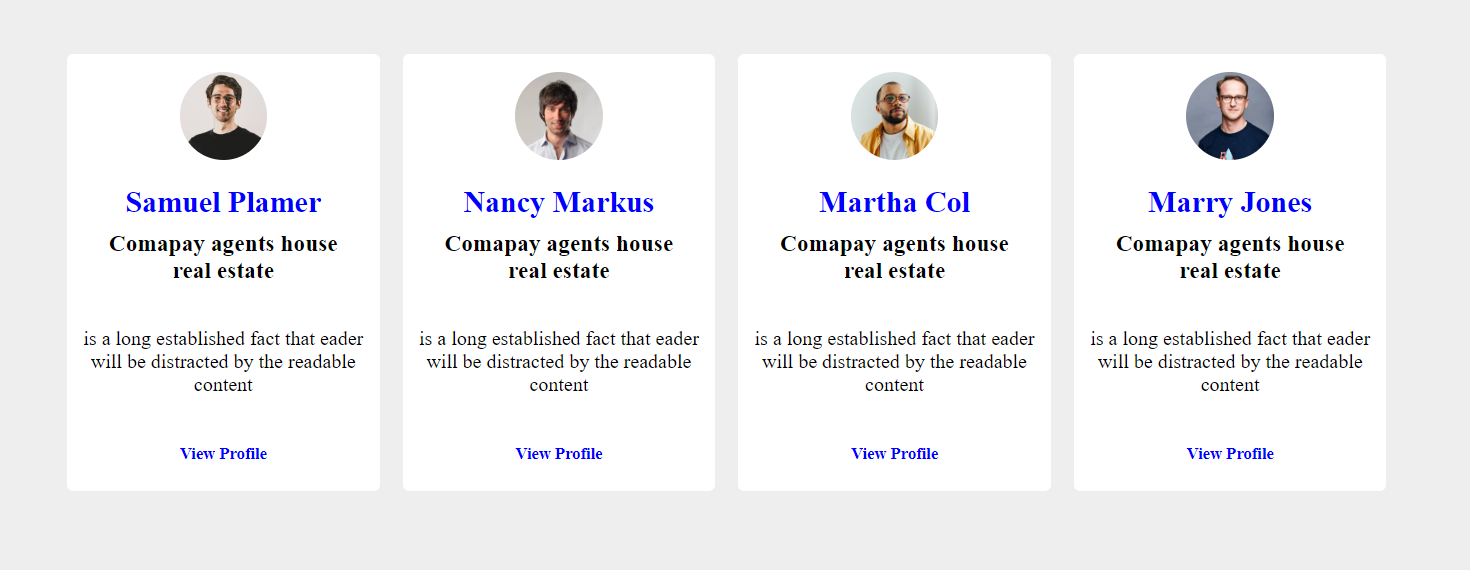 Samuel Plamer
Comapay agents house
real estate
is a long established fact that eader
will be distracted by the readable
content
View Profile
Nancy Markus
Comapay agents house
real estate
is a long established fact that eader
will be distracted by the readable
content
View Profile
Martha Col
Comapay agents house
real estate
is a long established fact that eader
will be distracted by the readable
content
View Profile
Marry Jones
Comapay agents house
real estate
is a long established fact that eader
will be distracted by the readable
content
View Profile